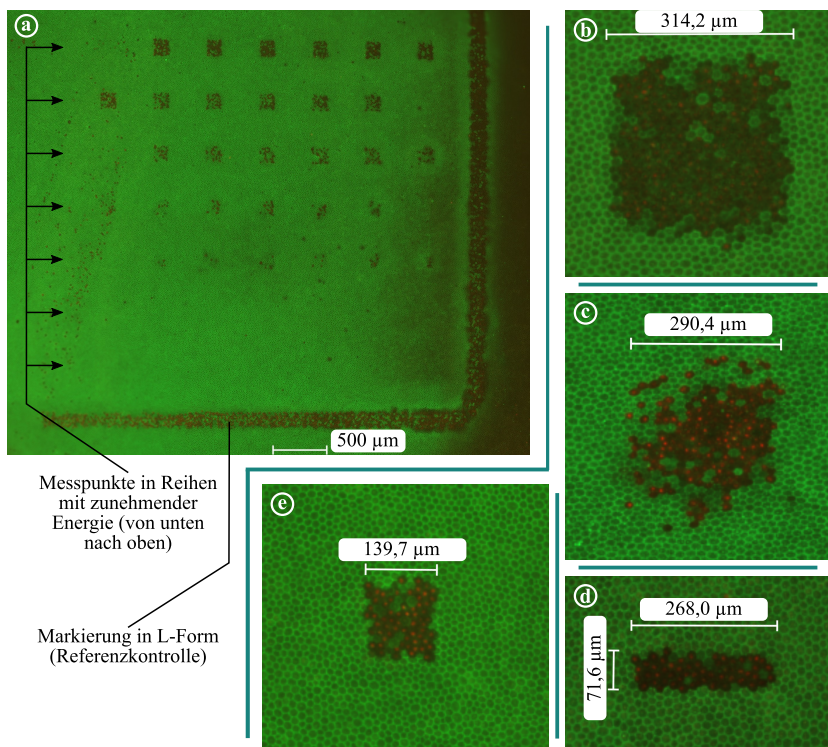 a
500 µm
Messpunkte in Reihen
mit zunehmender
Energie (von unten
nach oben)
Markierung in L-Form
(Referenzkontrolle)
b
314,2 µm
c
290,4 µm
d
268,0 µm
71,6 µm
e
139,7 µm